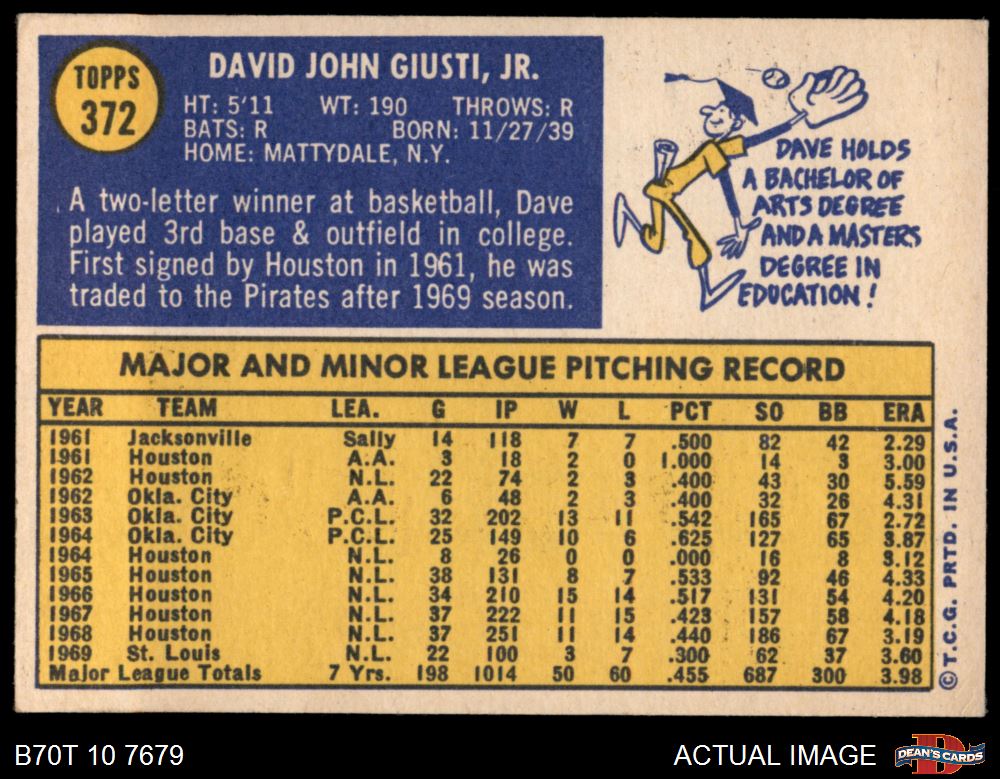 TOPPS
372
DAVID JOHN GIUSTI, JR.
HT: 5'11 WT: 190 THROWS: R
BATS: R BORN: 11/27/39
HOME: MATTYDALE, N.Y.
A two-letter winner at basketball, Dave
played 3rd base & outfield in college.
First signed by Houston in 1961, he was
traded to the Pirates after 1969 season.
DAVE HOLDS
A BACHELOR OF
ARTS DEGREE
AND A MASTERS
DEGREE IN
EDUCATION!
MAJOR AND MINOR LEAGUE PITCHING RECORD
YEAR TEAM LEA. G IP W L PCT SO BB ERA
1961 Jacksonville Sally 14 118 7 7 .500 82 42 2.29
1961 Houston A.A. 3 18 2 0 1.000 14 3 3.00
1962 Houston N.L. 22 74 2 3 .400 43 30 5.59
1962 Okla. City A.A. 6 48 2 3 .400 32 26 4.31
1963 Okla. City P.C.L. 32 202 13 11 .542 165 67 2.72
1964 Okla. City P.C.L. 25 149 10 6 .625 127 65 3.87
1964 Houston N.L. 8 26 0 0 .000 16 8 3.12
1965 Houston N.L. 38 131 8 7 .533 92 46 4.33
1966 Houston N.L. 34 210 15 14 .517 131 54 4.20
1967 Houston N.L. 37 222 11 15 .423 157 58 4.18
1968 Houston N.L. 37 251 11 14 .440 186 67 3.19
1969 St. Louis N.L. 22 100 3 7 .300 62 37 3.60
Major League Totals 7 Yrs. 198 1014 50 60 .455 687 300 3.98
© T.C.G. PRTD. IN U.S.A.
B70T 10 7679
ACTUAL IMAGE
D
DEAN'S CARDS